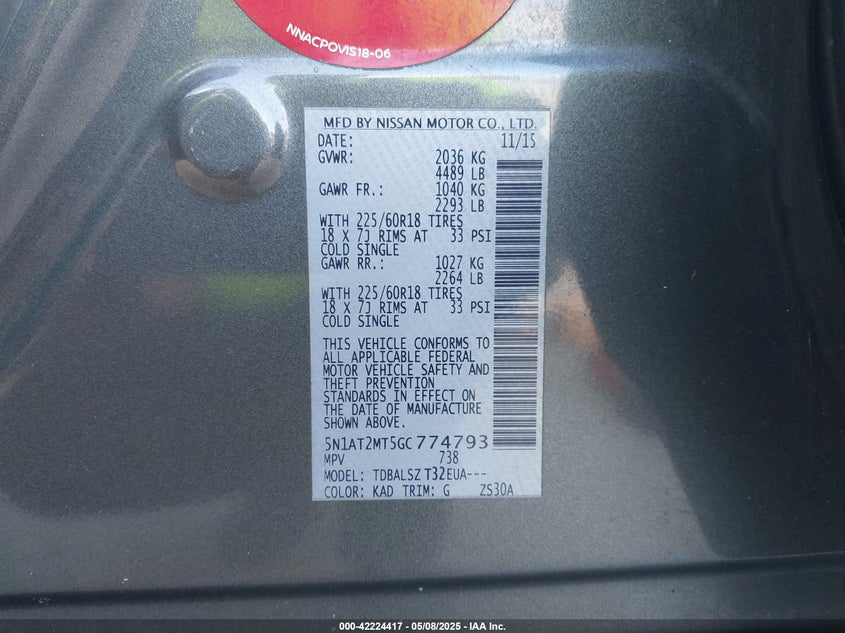 NNACPOVIS18-06
MFD BY NISSAN MOTOR CO., LTD.
DATE: 11/15
GVWR: 2036 KG
4489 LB
GAWR FR.: 1040 KG
2293 LB
WITH 225/60R18 TIRES
18 X 7J RIMS AT 33 PSI
COLD SINGLE
GAWR RR.: 1027 KG
2264 LB
WITH 225/60R18 TIRES
18 X 7J RIMS AT 33 PSI
COLD SINGLE
THIS VEHICLE CONFORMS TO
ALL APPLICABLE FEDERAL
MOTOR VEHICLE SAFETY AND
THEFT PREVENTION
STANDARDS IN EFFECT ON
THE DATE OF MANUFACTURE
SHOWN ABOVE.
5N1AT2MT5GC774793
MPV 738
MODEL: TDBALSZ T32EUA---
COLOR: KAD TRIM: G ZS30A
000-42224417 - 05/08/2025 - IAA Inc.